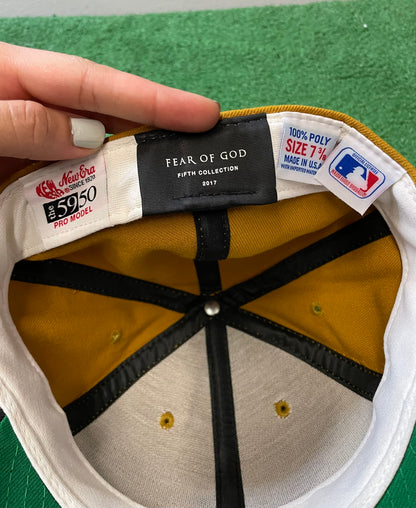 New Era
SINCE 1920
the 5950
PRO MODEL
FEAR OF GOD
FIFTH COLLECTION
2017
100% POLY
SIZE 7 3/8
MADE IN U.S.A.